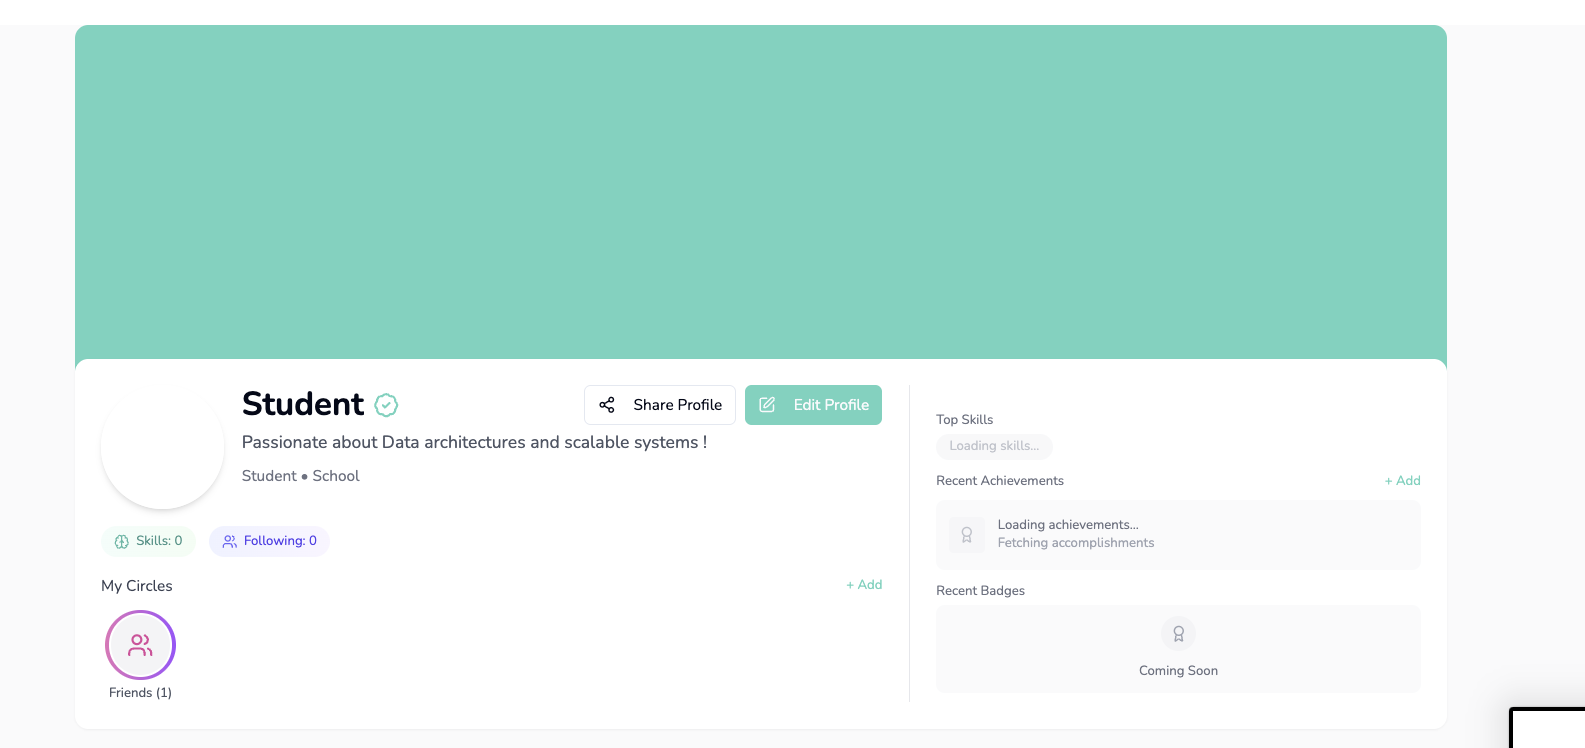 Student
Share Profile
Edit Profile
Passionate about Data architectures and scalable systems !
Student • School
Skills: 0
Following: 0
My Circles
+ Add
Friends (1)
Top Skills
Loading skills...
Recent Achievements
+ Add
Loading achievements...
Fetching accomplishments
Recent Badges
Coming Soon